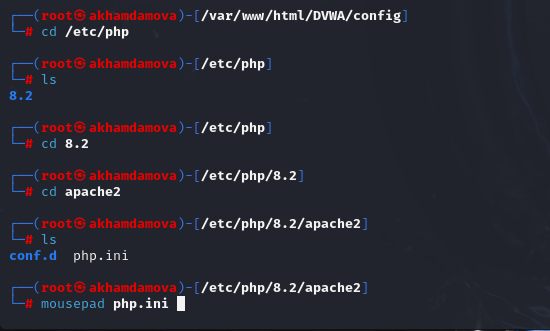 ┌──(root㉿akhamdamova)-[/var/www/html/DVWA/config]
└─# cd /etc/php
┌──(root㉿akhamdamova)-[/etc/php]
└─# ls
8.2
┌──(root㉿akhamdamova)-[/etc/php]
└─# cd 8.2
┌──(root㉿akhamdamova)-[/etc/php/8.2]
└─# cd apache2
┌──(root㉿akhamdamova)-[/etc/php/8.2/apache2]
└─# ls
conf.d  php.ini
┌──(root㉿akhamdamova)-[/etc/php/8.2/apache2]
└─# mousepad php.ini